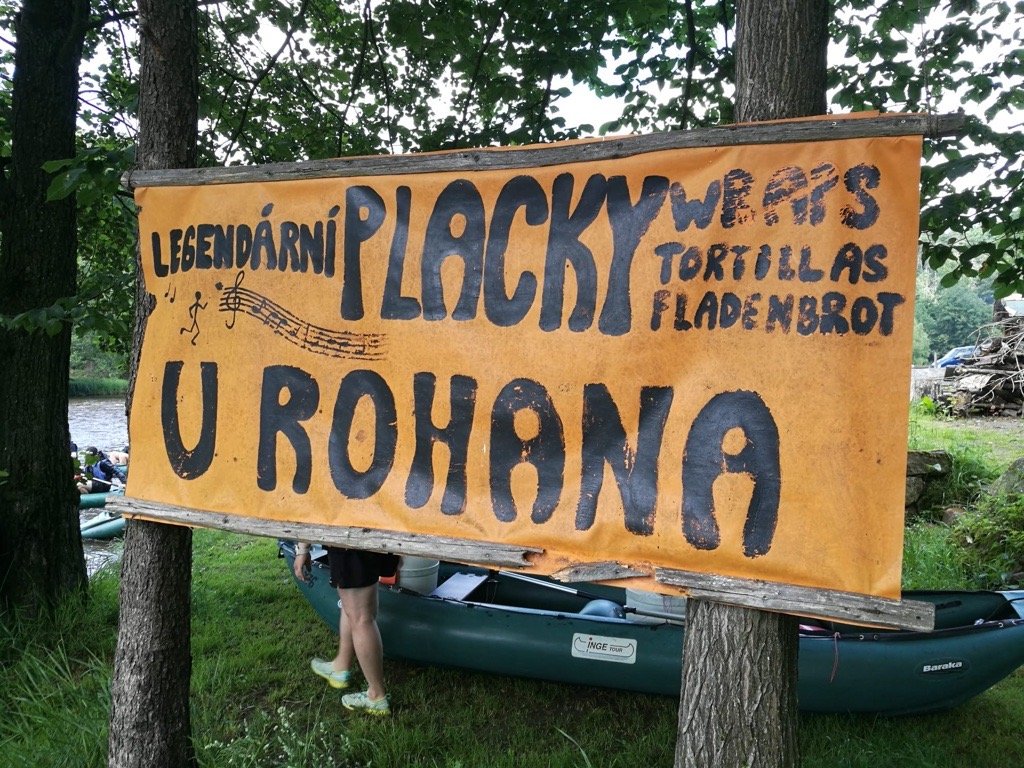 LEGENDÁRNÍ PLACKY WRAPS
TORTILLAS
FLADENBROT
U ROHANA
INGE
TOUR
Baraka